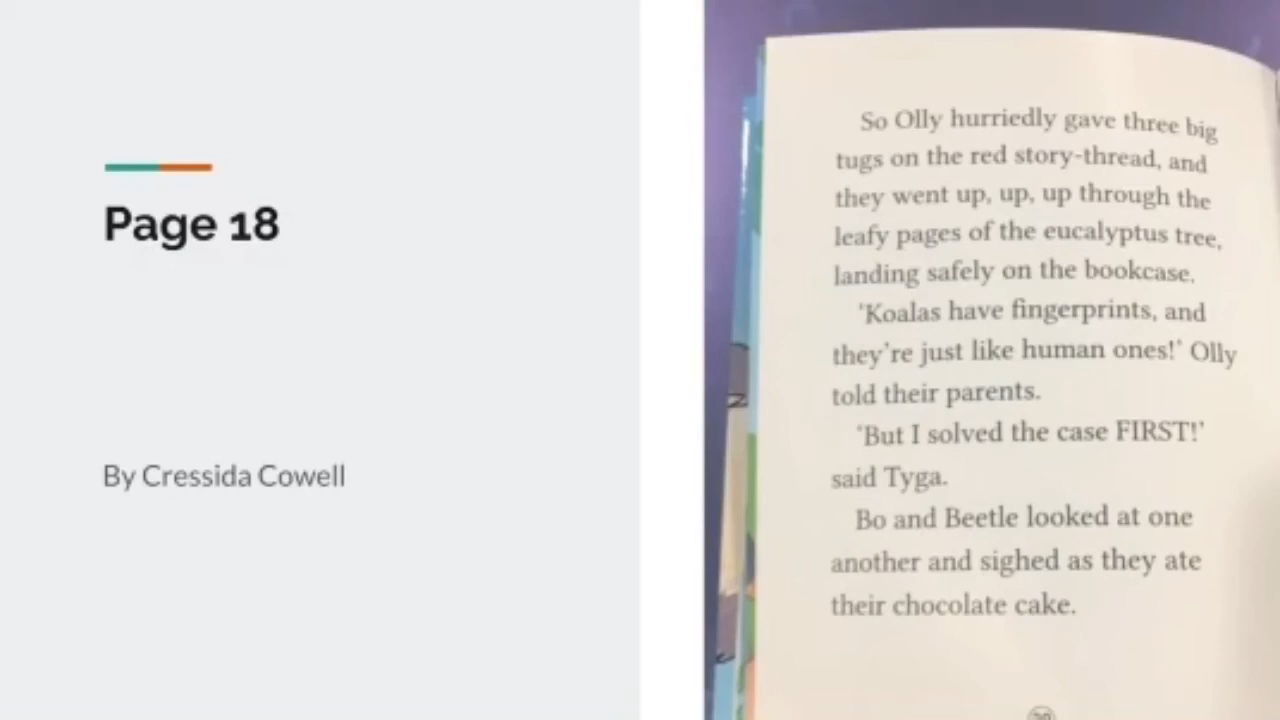 Page 18
By Cressida Cowell
So Olly hurriedly gave three big
tugs on the red story-thread, and
they went up, up, up through the
leafy pages of the eucalyptus tree,
landing safely on the bookcase.
'Koalas have fingerprints, and
they're just like human ones!' Olly
told their parents.
'But I solved the case FIRST!'
said Tyga.
Bo and Beetle looked at one
another and sighed as they ate
their chocolate cake.